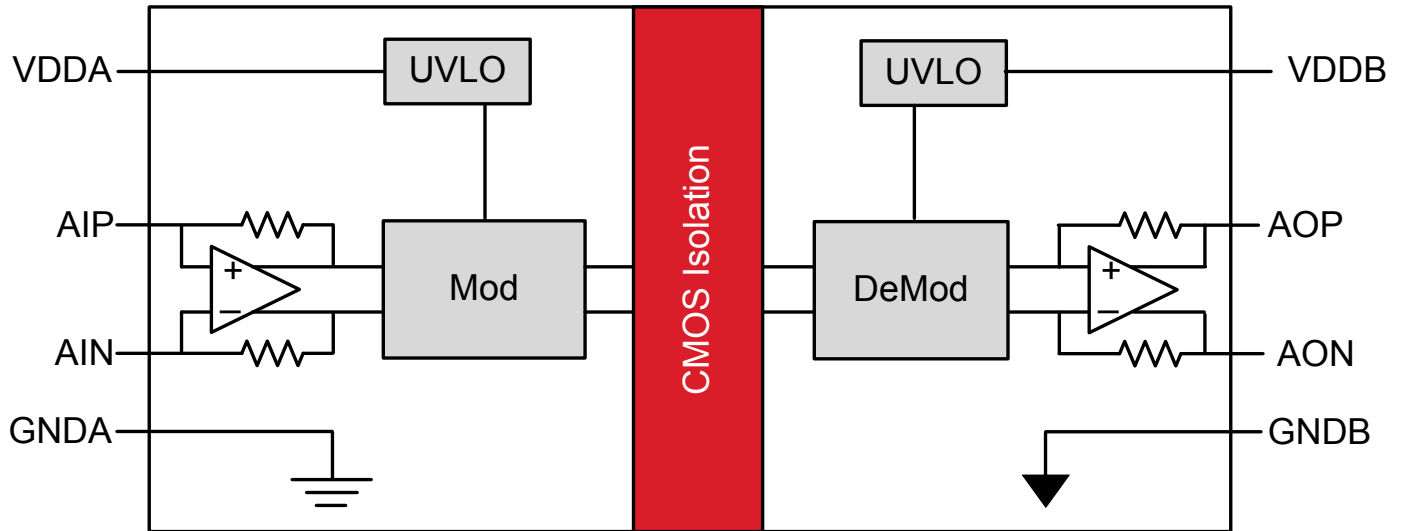 UVLO
UVLO
VDDA
VDDB
AIP
AOP
+
+
Mod
CMOS Isolation
DeMod
−
−
AIN
AON
GNDA
GNDB